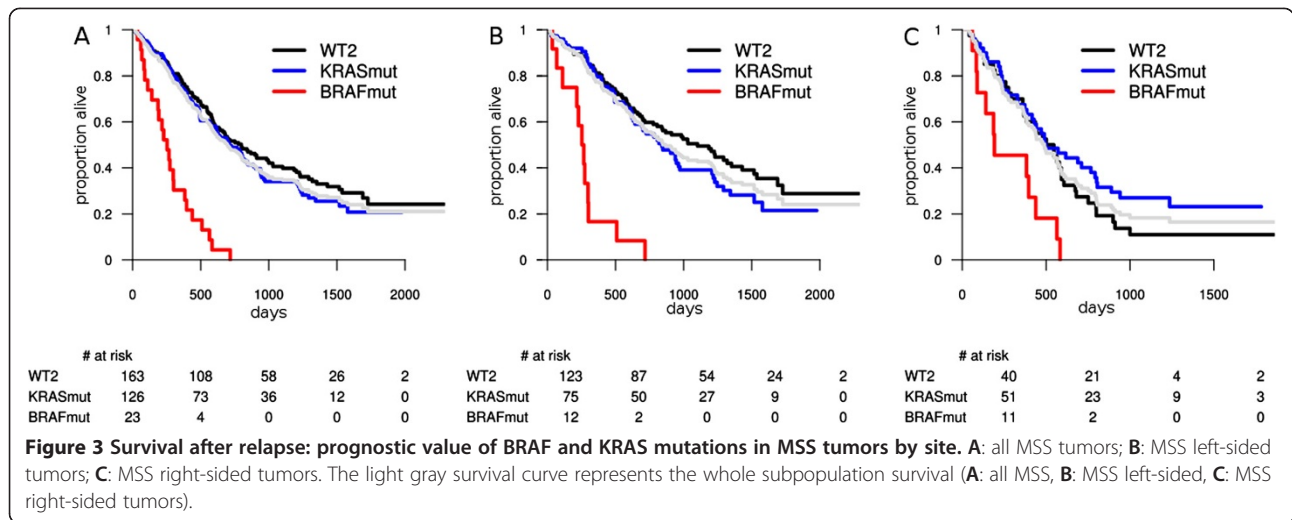 A
WT2
KRASmut
BRAFmut
proportion alive
1
0.8
0.6
0.4
0.2
0
0 500 1000 1500 2000
days
B
WT2
KRASmut
BRAFmut
proportion alive
1
0.8
0.6
0.4
0.2
0
0 500 1000 1500 2000
days
C
WT2
KRASmut
BRAFmut
proportion alive
1
0.8
0.6
0.4
0.2
0
0 500 1000 1500
days
# at risk
WT2 163 108 58 26 2
KRASmut 126 73 36 12 0
BRAFmut 23 4 0 0 0
# at risk
WT2 123 87 54 24 2
KRASmut 75 50 27 9 0
BRAFmut 12 2 0 0 0
# at risk
WT2 40 21 4 2
KRASmut 51 23 9 3
BRAFmut 11 2 0 0
Figure 3 Survival after relapse: prognostic value of BRAF and KRAS mutations in MSS tumors by site. A: all MSS tumors; B: MSS left-sided
tumors; C: MSS right-sided tumors. The light gray survival curve represents the whole subpopulation survival (A: all MSS, B: MSS left-sided, C: MSS
right-sided tumors).